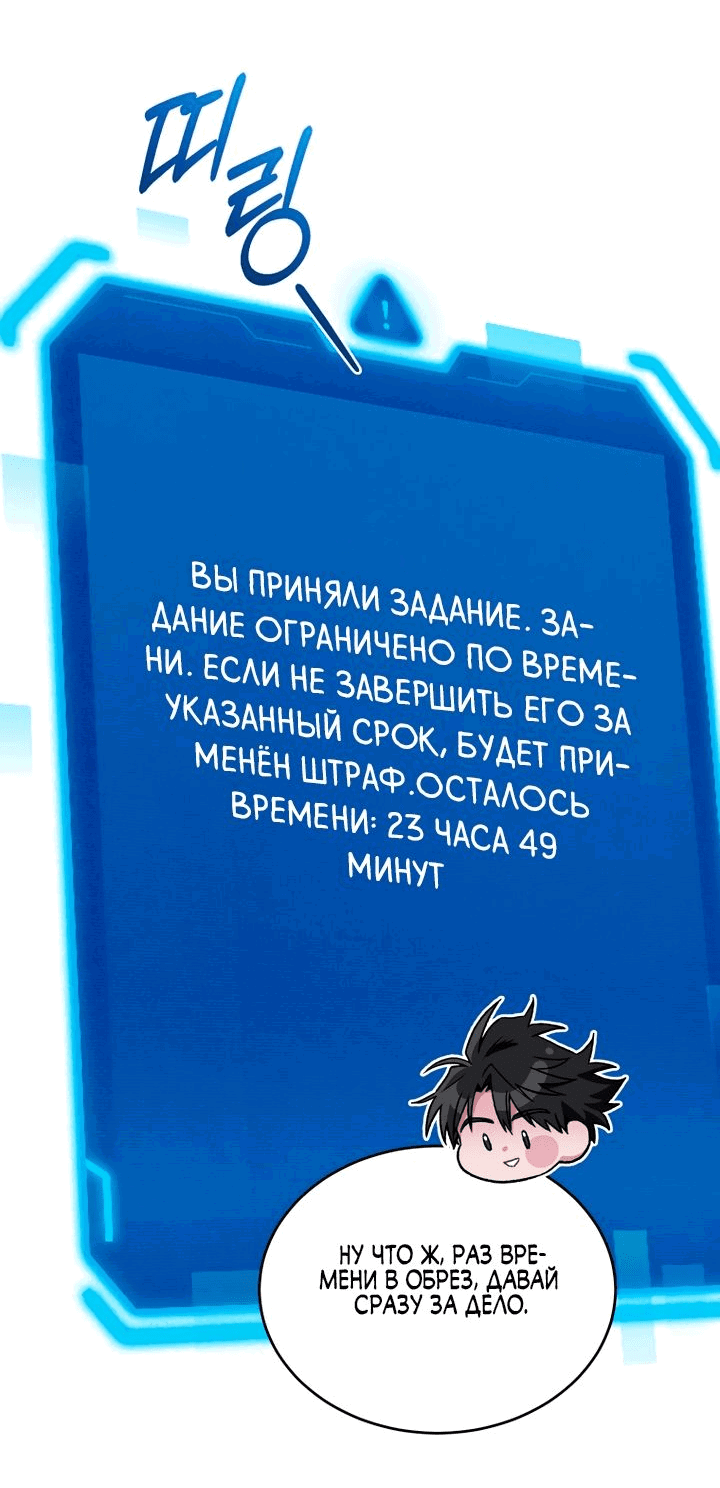 띠링
!
ВЫ ПРИНЯЛИ ЗАДАНИЕ. ЗА-
ДАНИЕ ОГРАНИЧЕНО ПО ВРЕМЕ-
НИ. ЕСЛИ НЕ ЗАВЕРШИТЬ ЕГО ЗА
УКАЗАННЫЙ СРОК, БУДЕТ ПРИ-
МЕНЁН ШТРАФ.ОСТАЛОСЬ
ВРЕМЕНИ: 23 ЧАСА 49
МИНУТ
НУ ЧТО Ж, РАЗ ВРЕ-
МЕНИ В ОБРЕЗ, ДАВАЙ
СРАЗУ ЗА ДЕЛО.